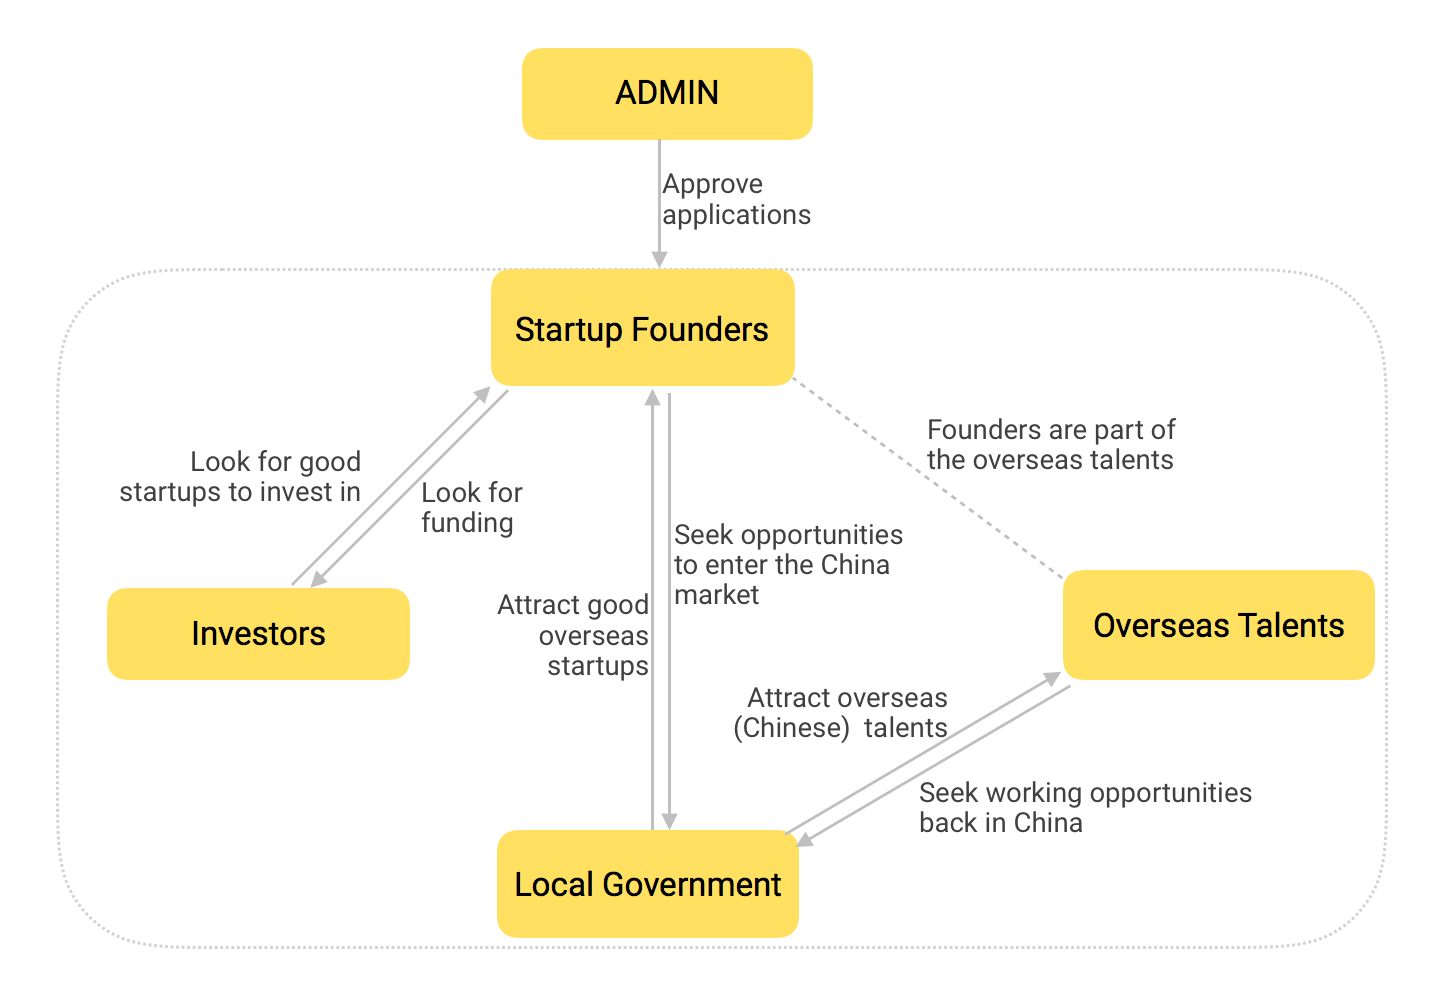 ADMIN
Approve
applications
Startup Founders
Founders are part of
the overseas talents
Look for good
startups to invest in
Look for
funding
Seek opportunities
to enter the China
market
Attract good
overseas
startups
Investors
Overseas Talents
Attract overseas
(Chinese) talents
Seek working opportunities
back in China
Local Government